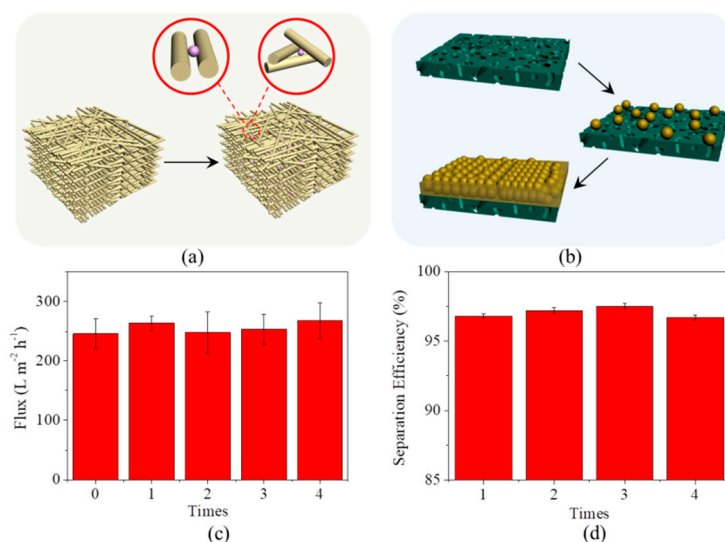 (a)
(b)
300
250
200
100
0
Flux (L m⁻² h⁻¹)
0 1 2 3 4
Times
(c)
100
95
90
85
Separation Efficiency (%)
1 2 3 4
Times
(d)